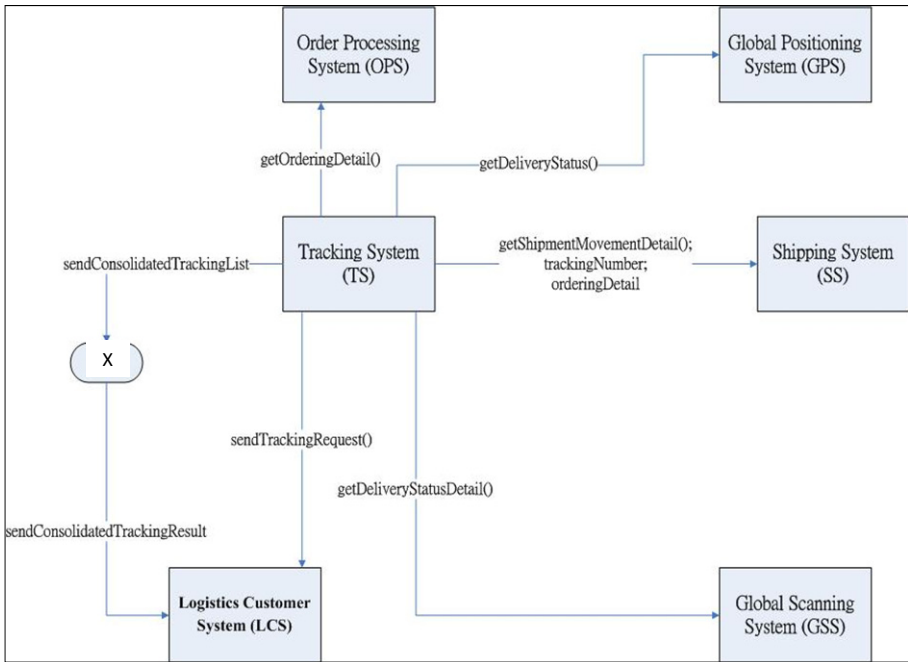 Order Processing
System (OPS)
Global Positioning
System (GPS)
getOrderingDetail()
getDeliveryStatus()
sendConsolidatedTrackingList
Tracking System
(TS)
getShipmentMovementDetail();
trackingNumber;
orderingDetail
Shipping System
(SS)
X
sendTrackingRequest()
getDeliveryStatusDetail()
sendConsolidatedTrackingResult
Logistics Customer
System (LCS)
Global Scanning
System (GSS)